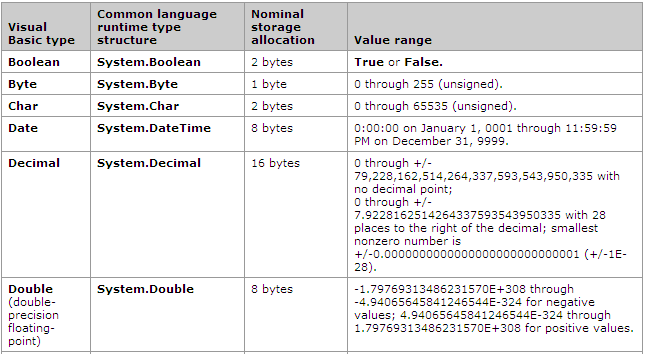 Visual Basic type
Common language runtime type structure
Nominal storage allocation
Value range
Boolean
System.Boolean
2 bytes
True or False.
Byte
System.Byte
1 byte
0 through 255 (unsigned).
Char
System.Char
2 bytes
0 through 65535 (unsigned).
Date
System.DateTime
8 bytes
0:00:00 on January 1, 0001 through 11:59:59
PM on December 31, 9999.
Decimal
System.Decimal
16 bytes
0 through +/-
79,228,162,514,264,337,593,543,950,335 with
no decimal point;
0 through +/-
7.9228162514264337593543950335 with 28
places to the right of the decimal; smallest
nonzero number is
+/-0.0000000000000000000000000001 (+/-1E-
28).
Double
(double-
precision
floating-
point)
System.Double
8 bytes
-1.79769313486231570E+308 through
-4.94065645841246544E-324 for negative
values; 4.94065645841246544E-324 through
1.79769313486231570E+308 for positive values.